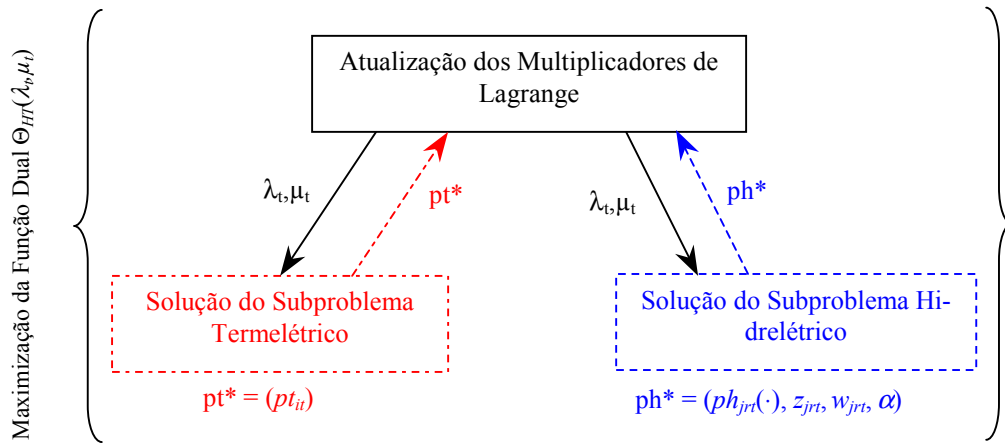 Maximização da Função Dual Θ_HT(λ_t,μ_t)
Atualização dos Multiplicadores de
Lagrange
λ_t,μ_t
pt*
λ_t,μ_t
ph*
Solução do Subproblema
Termelétrico
Solução do Subproblema Hi-
drelétrico
pt* = (pt_it)
ph* = (ph_jrt(·), z_jrt, w_jrt, α)